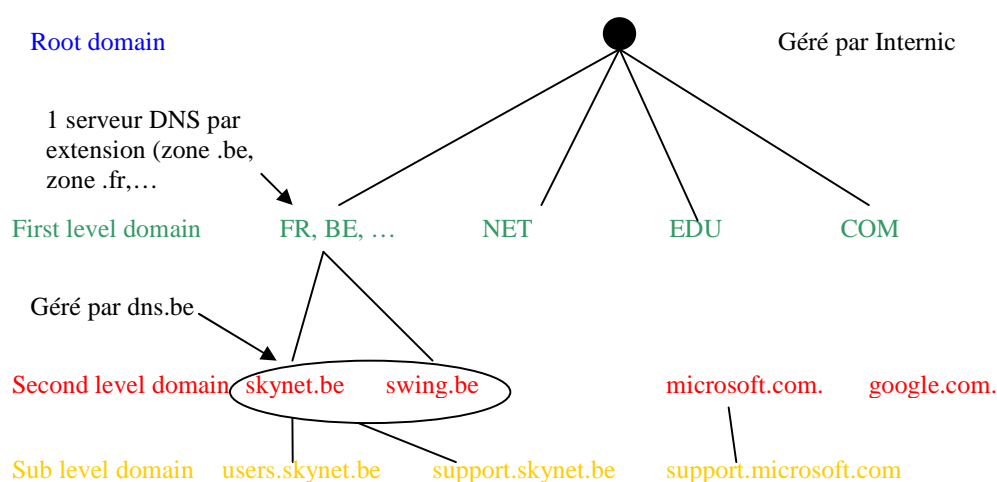 Root domain
Géré par Internic
1 serveur DNS par
extension (zone .be,
zone .fr,…
First level domain FR, BE, … NET EDU COM
Géré par dns.be
Second level domain skynet.be swing.be microsoft.com. google.com.
Sub level domain users.skynet.be support.skynet.be support.microsoft.com